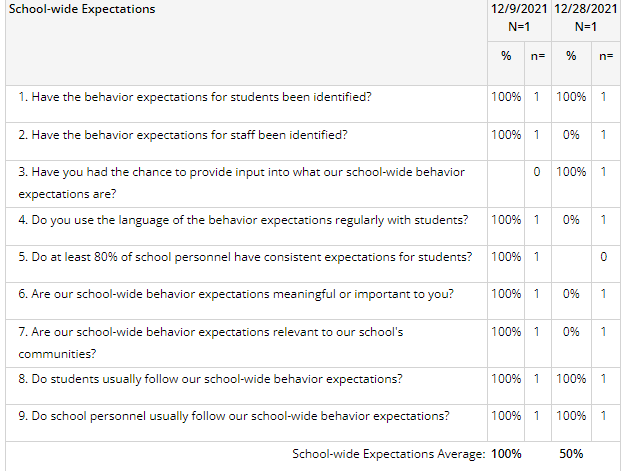 School-wide Expectations 12/9/2021 12/28/2021
N=1 N=1
% n= % n=
1. Have the behavior expectations for students been identified? 100% 1 100% 1
2. Have the behavior expectations for staff been identified? 100% 1 0% 1
3. Have you had the chance to provide input into what our school-wide behavior 0 100% 1
expectations are?
4. Do you use the language of the behavior expectations regularly with students? 100% 1 0% 1
5. Do at least 80% of school personnel have consistent expectations for students? 100% 1 0
6. Are our school-wide behavior expectations meaningful or important to you? 100% 1 0% 1
7. Are our school-wide behavior expectations relevant to our school's 100% 1 0% 1
communities?
8. Do students usually follow our school-wide behavior expectations? 100% 1 100% 1
9. Do school personnel usually follow our school-wide behavior expectations? 100% 1 100% 1
School-wide Expectations Average: 100% 50%